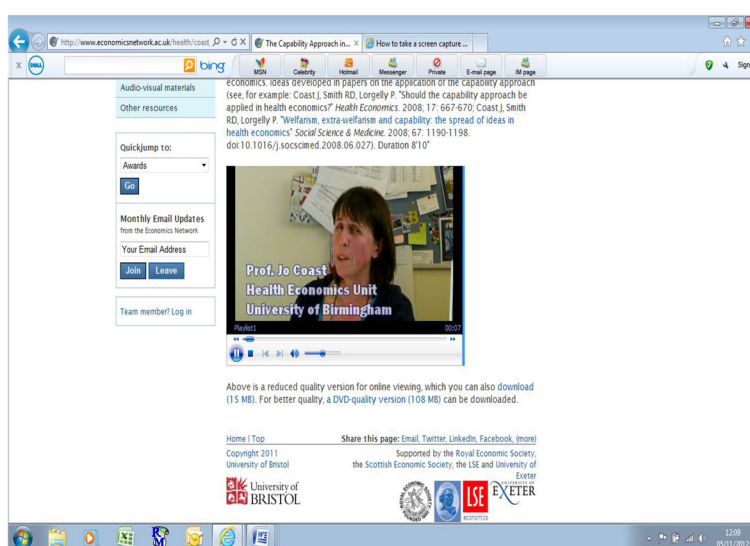 http://www.economicsnetwork.ac.uk/health/coast_
The Capability Approach in...
How to take a screen capture ...
x
DELL
bing
MSN
Celebrity
Hotmail
Messenger
Private
E-mail page
IM page
Sign
Audio-visual materials
Other resources
Quickjump to:
Awards
Go
Monthly Email Updates
from the Economics Network
Your Email Address
Join Leave
Team member? Log in
economics. Ideas developed in papers on the application of the capability approach
(see, for example: Coast J, Smith RD, Lorgelly P. "Should the capability approach be
applied in health economics?" Health Economics. 2008; 17: 667-670; Coast J, Smith
RD, Lorgelly P. "Welfarism, extra-welfarism and capability: the spread of ideas in
health economics" Social Science & Medicine. 2008; 67: 1190-1198.
doi:10.1016/j.socscimed.2008.06.027). Duration 8'10"
Prof. Jo Coast
Health Economics Unit
University of Birmingham
Playlist1 00:07
Above is a reduced quality version for online viewing, which you can also download
(15 MB). For better quality, a DVD-quality version (108 MB) can be downloaded.
Home | Top
Share this page: Email, Twitter, LinkedIn, Facebook, (more)
Copyright 2011
University of Bristol
Supported by the Royal Economic Society,
the Scottish Economic Society, the LSE and University of
Exeter
University of
BRISTOL
LSE
economics
UNIVERSITY OF
EXETER
12:09
05/11/2012